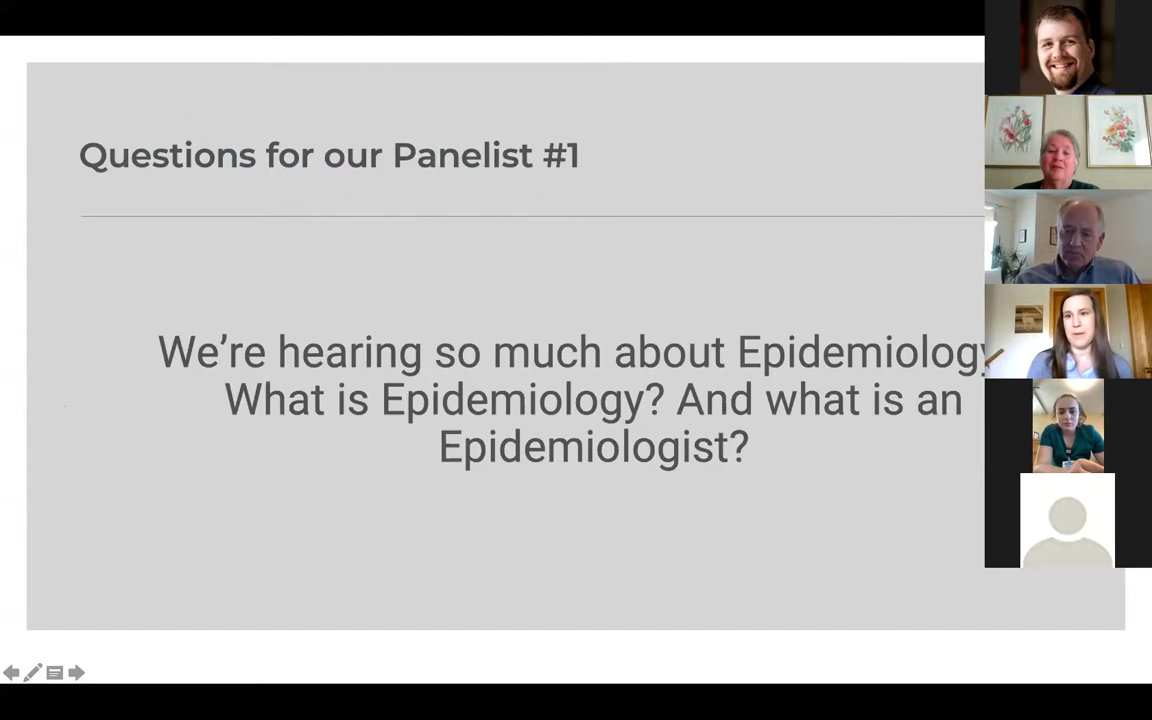 Questions for our Panelist #1
We're hearing so much about Epidemiology
What is Epidemiology? And what is an
Epidemiologist?